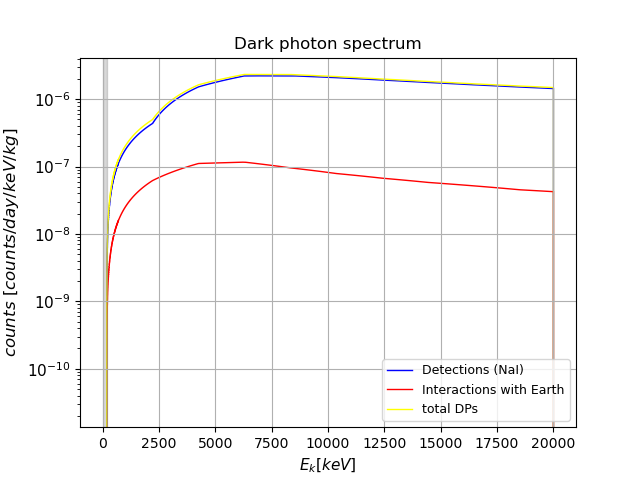 Dark photon spectrum
counts [counts/day/keV/kg]
10⁻⁶
10⁻⁷
10⁻⁸
10⁻⁹
10⁻¹⁰
Detections (NaI)
Interactions with Earth
total DPs
0 2500 5000 7500 10000 12500 15000 17500 20000
E_k[keV]